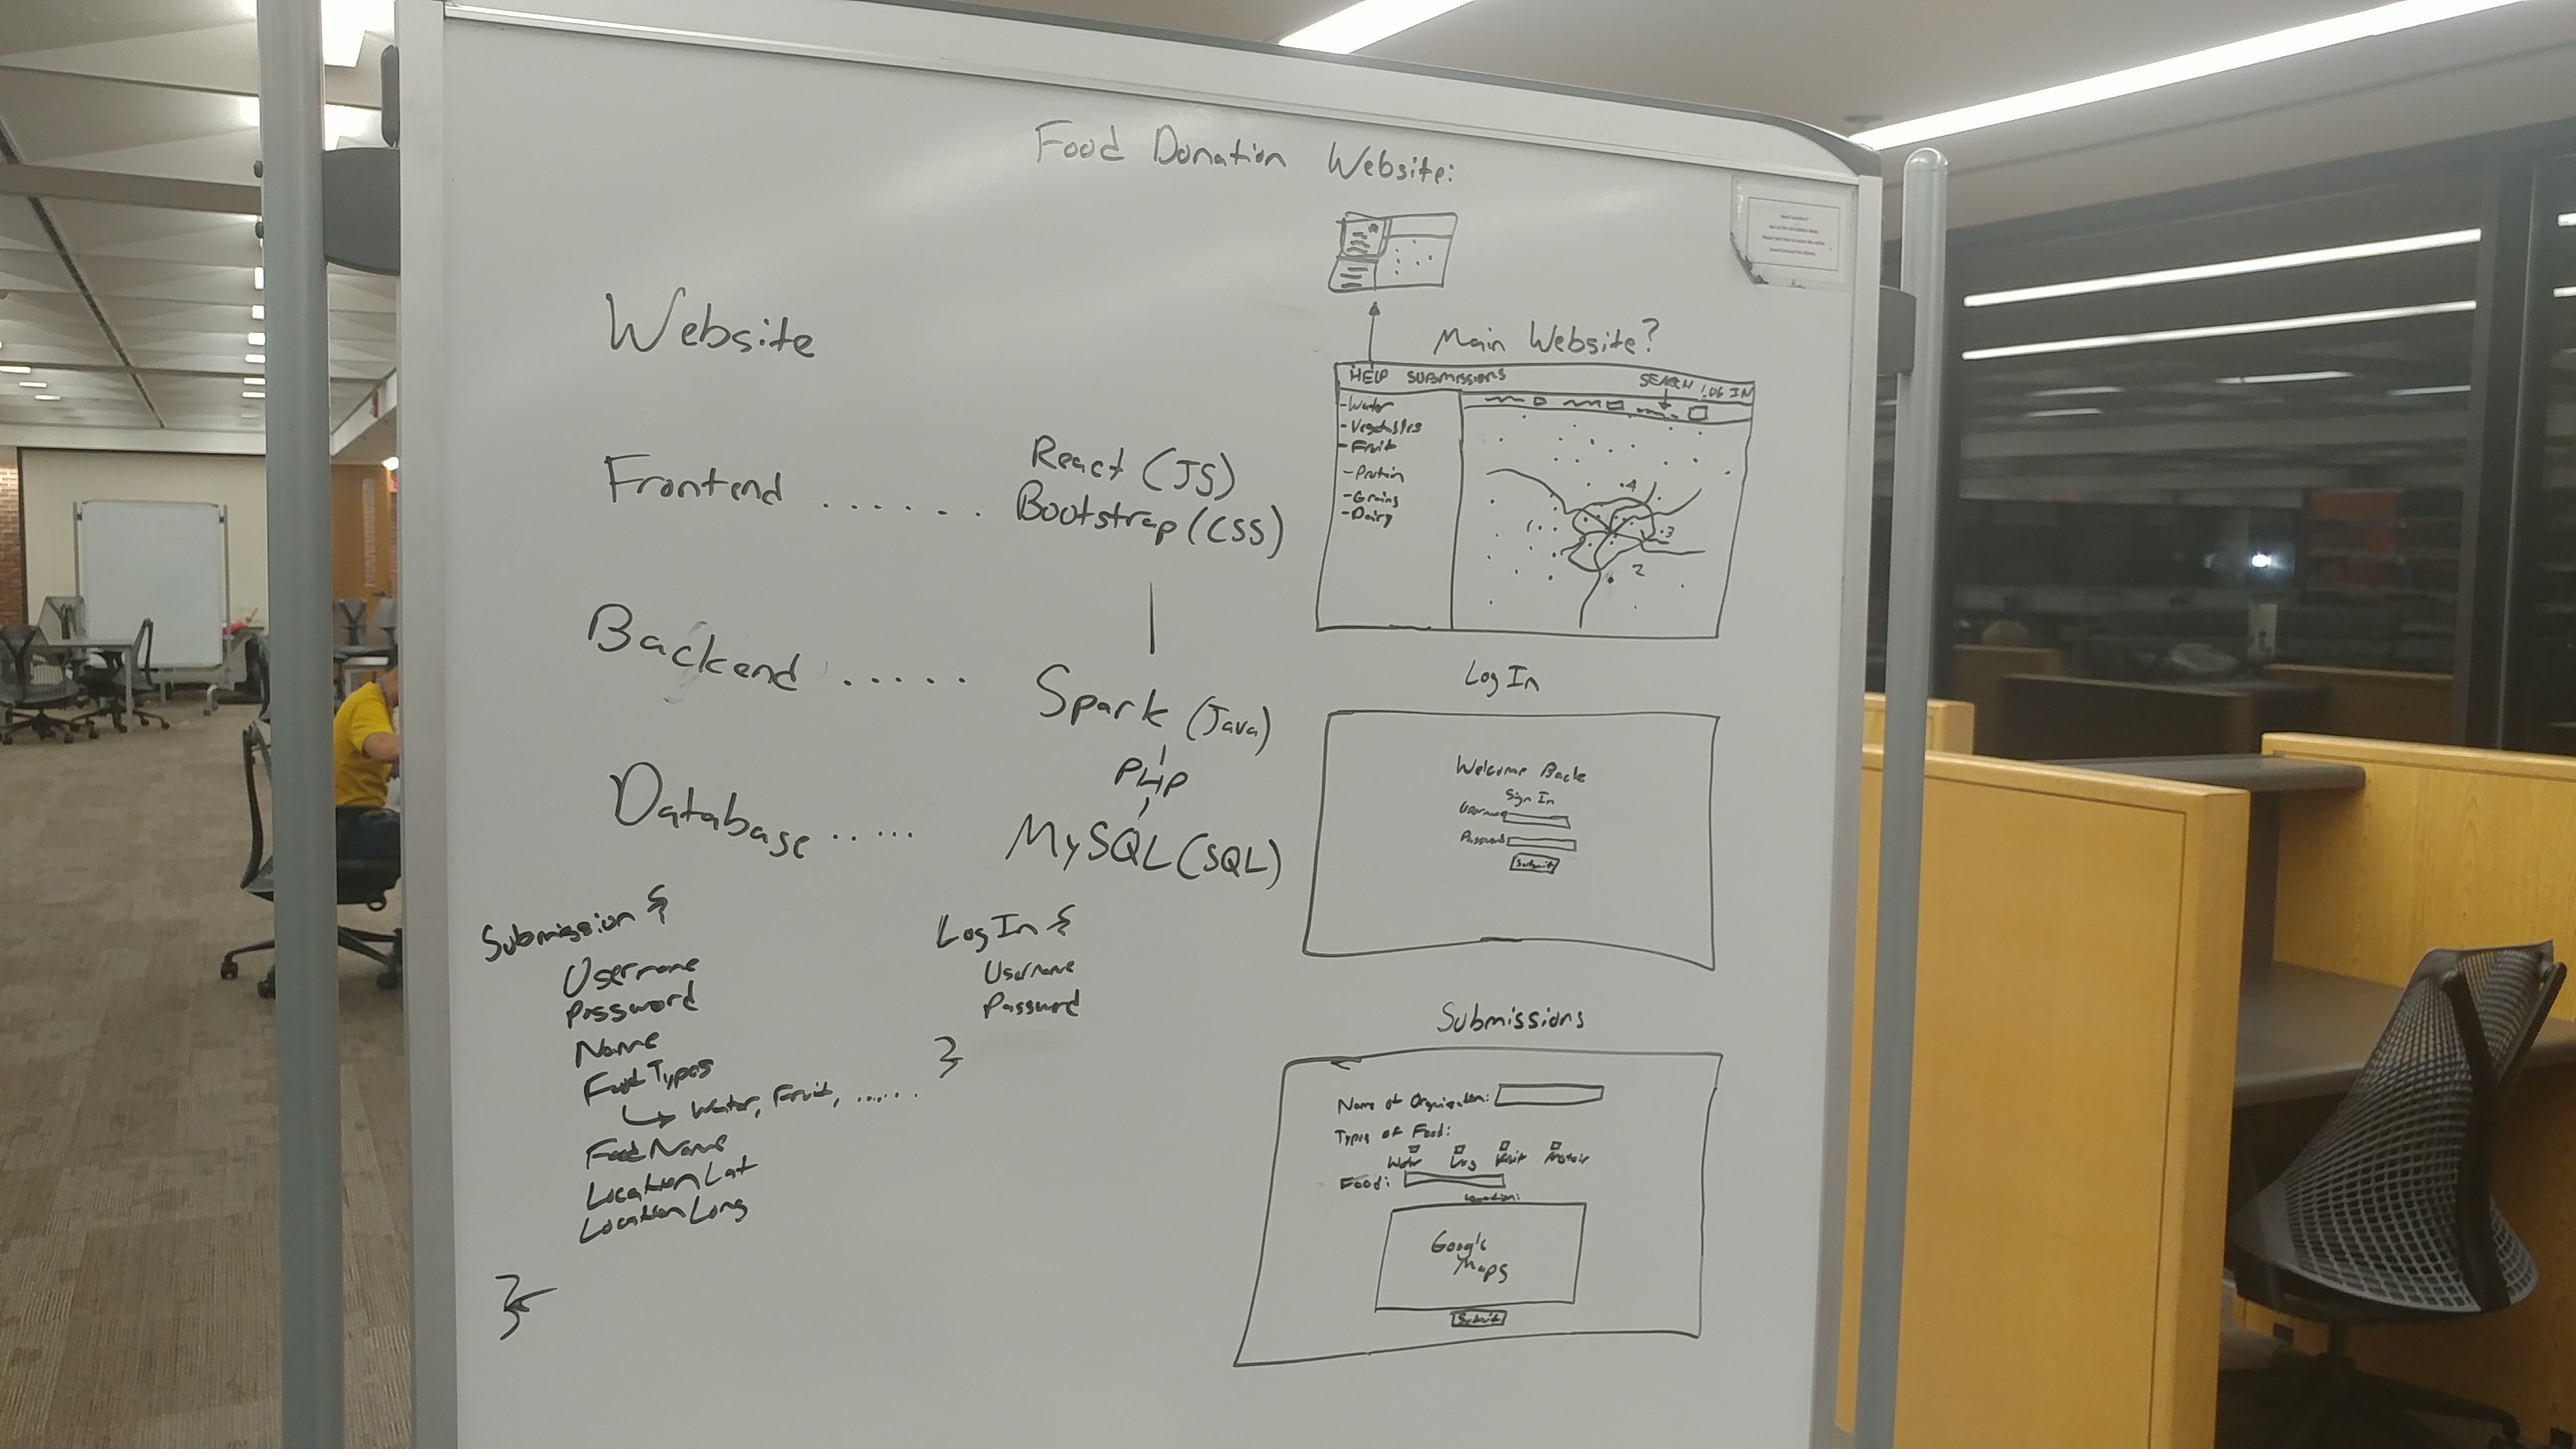 Food Donation Website:
Website
Frontend ......
React (JS)
Bootstrap (CSS)
Backend .....
Spark (Java)
PHP
Database .....
MySQL (SQL)
Submission {
Username
Password
Name
Food Types
Water, Fruit, ......
Food Name
Location Lat
Location Long
}
Log In {
Username
Password
}
Main Website?
HELP SUBMISSIONS SEARCH LOG IN
- Water
- Vegetables
- Fruit
- Protein
- Grains
- Dairy
1
4
3
2
Log In
Welcome Back
Sign In
Username
Password
Submit
Submissions
Name of Organization:
Types of Food:
Water Veg Fruit Protein
Food:
Location:
Google
Maps
Submit